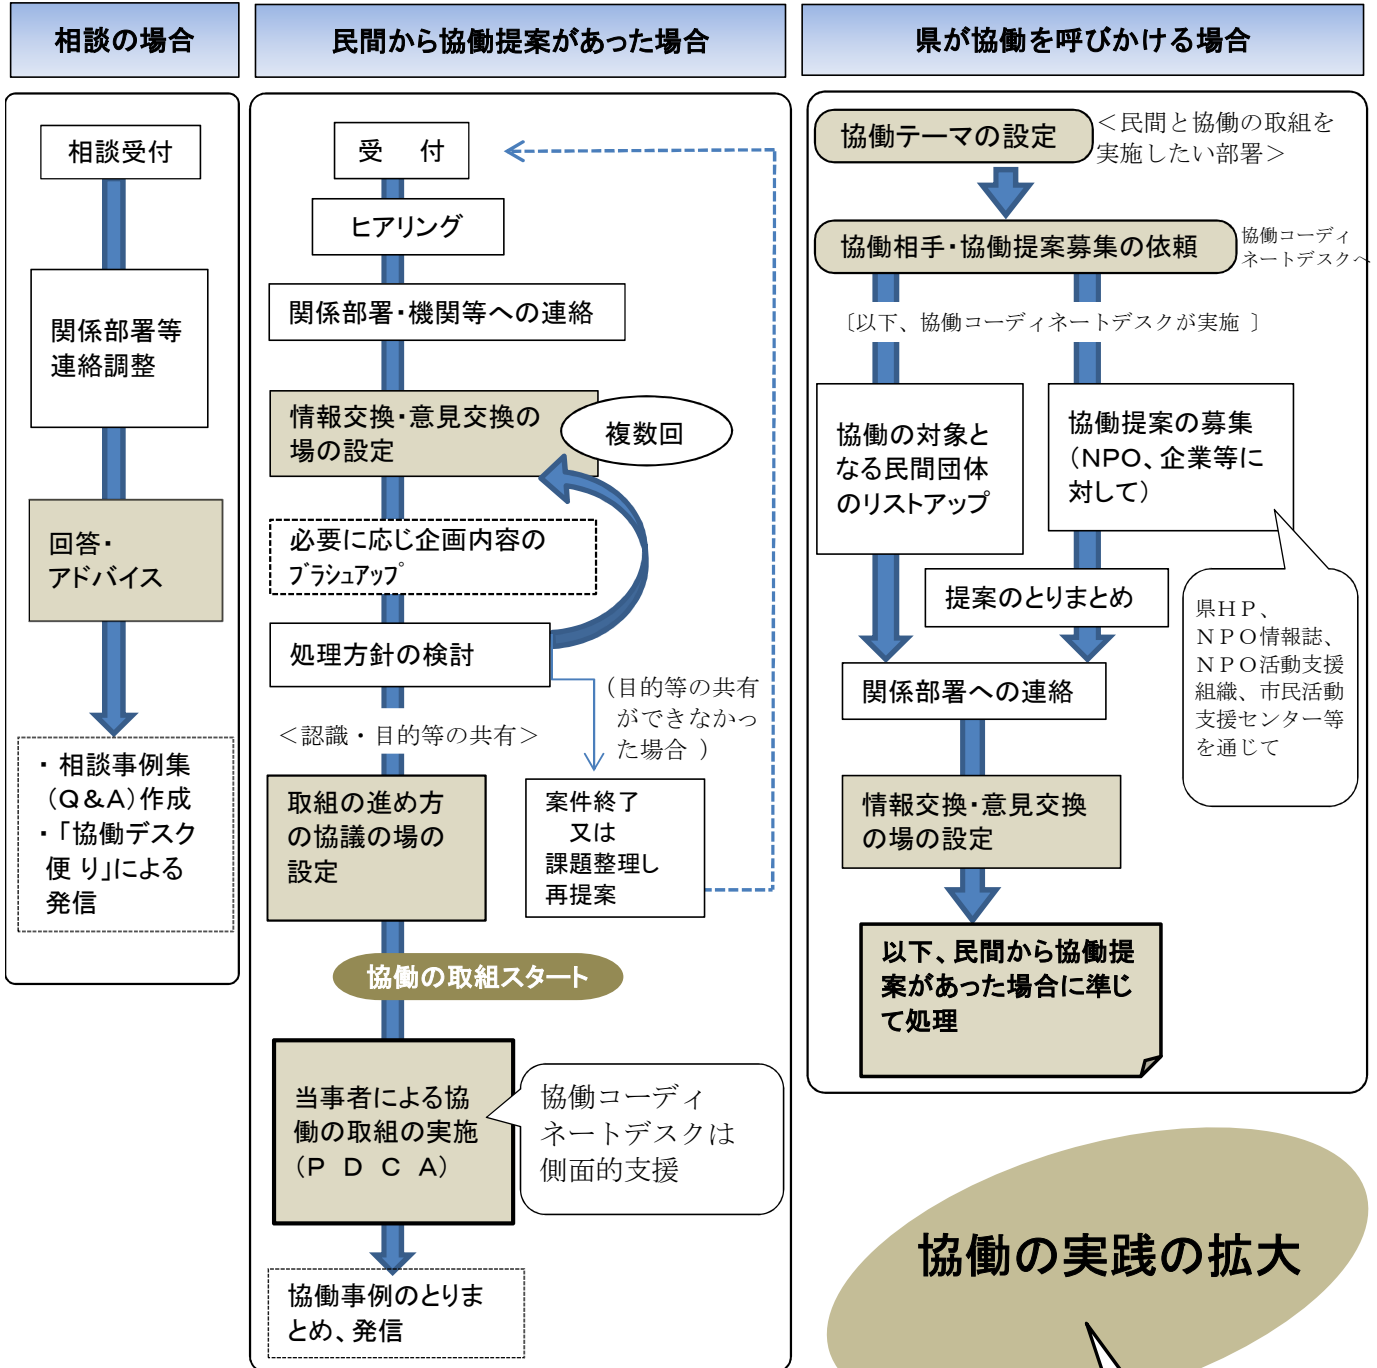 相談の場合
相談受付
関係部署等
連絡調整
回答・
アドバイス
・ 相談事例集
（Q＆A）作成
・「協働デスク
便 り」による
発信
民間から協働提案があった場合
受　付
ヒアリング
関係部署・機関等への連絡
情報交換・意見交換の
場の設定
複数回
必要に応じ企画内容の
ﾌﾞﾗｼｭｱｯﾌﾟ
処理方針の検討
（目的等の共有
ができなかっ
た場合 ）
＜認識・目的等の共有＞
案件終了
又は
課題整理し
再提案
取組の進め方
の協議の場の
設定
協働の取組スタート
当事者による協
働の取組の実施
（Ｐ Ｄ Ｃ Ａ）
協働コーディ
ネートデスクは
側面的支援
協働事例のとりま
とめ、発信
県が協働を呼びかける場合
協働テーマの設定
＜民間と協働の取組を
実施したい部署＞
協働相手・協働提案募集の依頼
協働コーディ
ネートデスクへ
〔以下、協働コーディネートデスクが実施 〕
協働の対象と
なる民間団体
のリストアップ
協働提案の募集
（NPO、企業等に
対して）
提案のとりまとめ
県ＨＰ、
ＮＰＯ情報誌、
ＮＰＯ活動支援
組織、市民活動
支援センター等
を通じて
関係部署への連絡
情報交換・意見交換
の場の設定
以下、民間から協働提
案があった場合に準じ
て処理
協働の実践の拡大